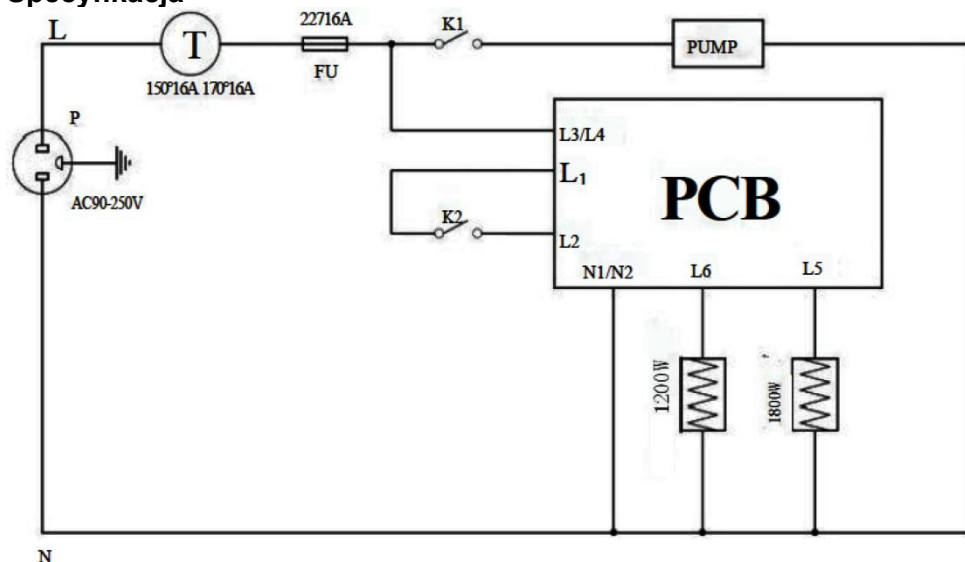 Specyfikacja
L
T
22716A
K1
PUMP
150°16A 170°16A
FU
P
L3/L4
L₁
PCB
AC90-250V
K2
L2
N1/N2 L6 L5
1200W
1800W
N